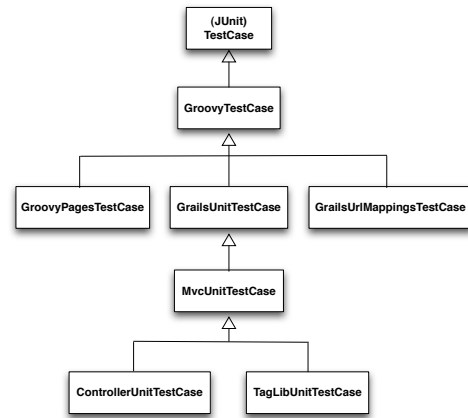 (JUnit)
TestCase
GroovyTestCase
GroovyPagesTestCase
GrailsUnitTestCase
GrailsUrlMappingsTestCase
MvcUnitTestCase
ControllerUnitTestCase
TagLibUnitTestCase